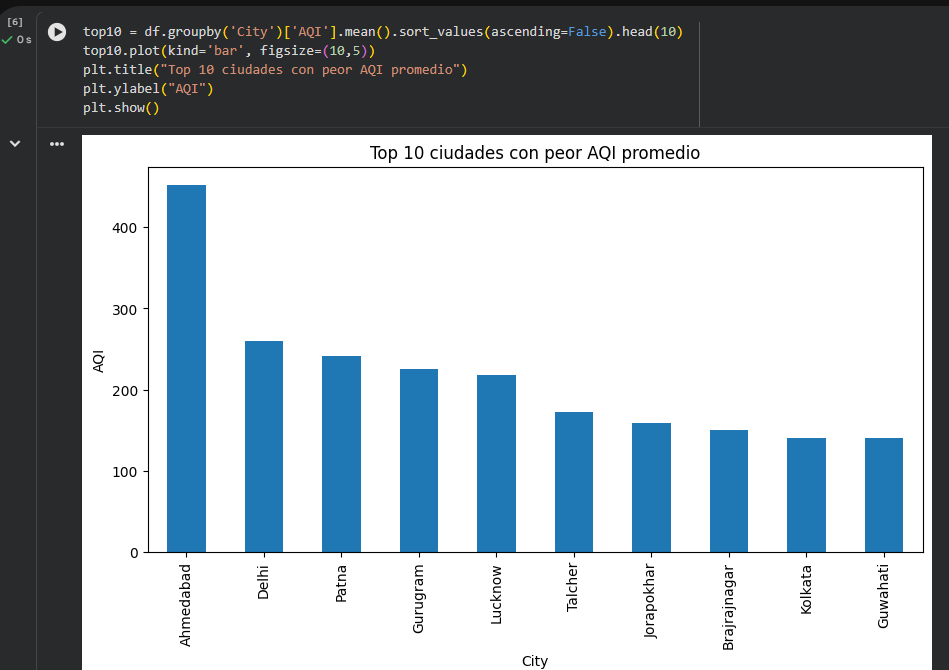 [6]
0 s
top10 = df.groupby('City')['AQI'].mean().sort_values(ascending=False).head(10)
top10.plot(kind='bar', figsize=(10,5))
plt.title("Top 10 ciudades con peor AQI promedio")
plt.ylabel("AQI")
plt.show()
Top 10 ciudades con peor AQI promedio
400
300
200
100
0
AQI
Ahmedabad
Delhi
Patna
Gurugram
Lucknow
Talcher
Jorapokhar
Brajrajnagar
Kolkata
Guwahati
City